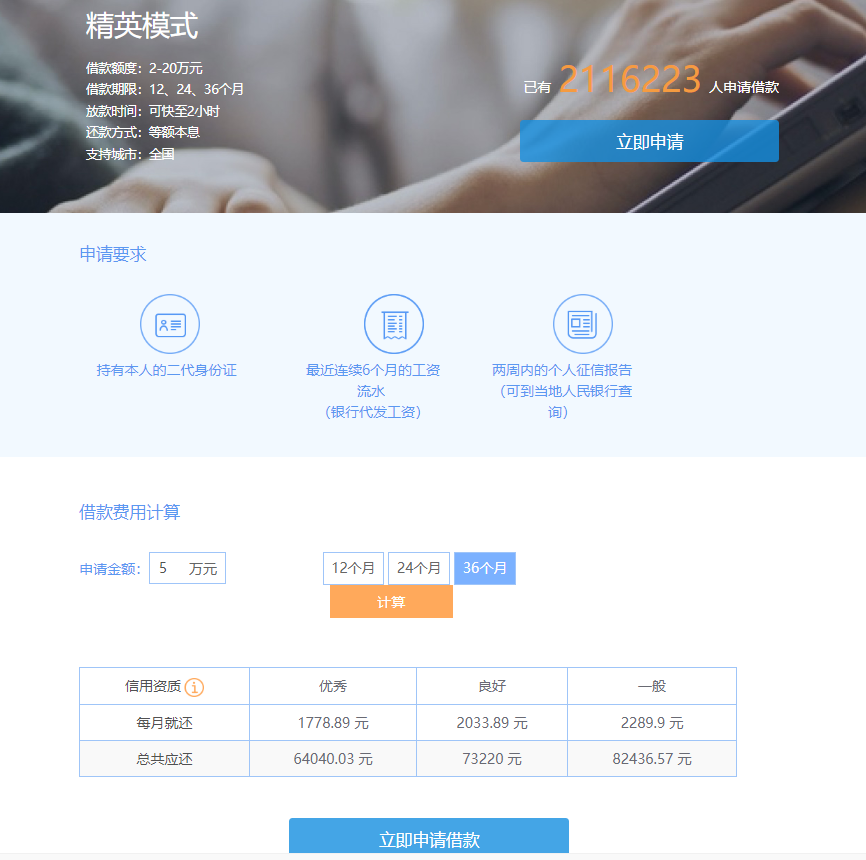 精英模式
借款额度：2-20万元
借款期限：12、24、36个月
放款时间：可快至2小时
还款方式：等额本息
支持城市：全国
已有 2116223 人申请借款
立即申请
申请要求
持有本人的二代身份证
最近连续6个月的工资
流水
（银行代发工资）
两周内的个人征信报告
（可到当地人民银行查
询）
借款费用计算
申请金额： 5 万元 12个月 24个月 36个月
计算
信用资质 优秀 良好 一般
每月就还 1778.89 元 2033.89 元 2289.9 元
总共应还 64040.03 元 73220 元 82436.57 元
立即申请借款